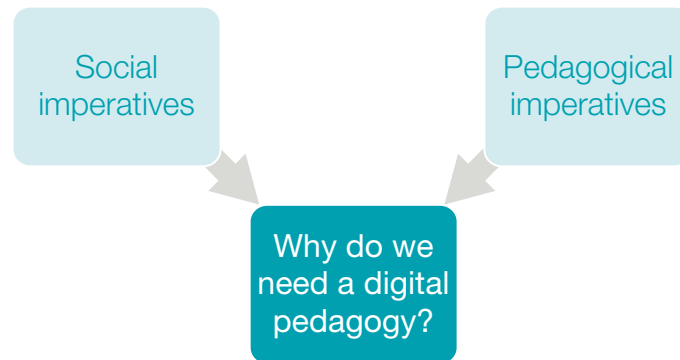 Social
imperatives
Pedagogical
imperatives
Why do we
need a digital
pedagogy?